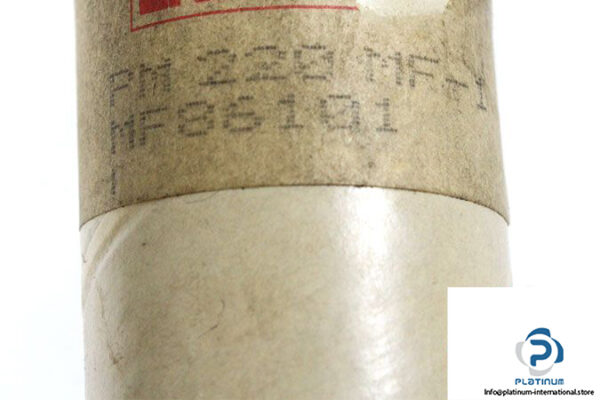 PM 220 MF-1
MF86101
PLATINUM
Info@platinum-international.store